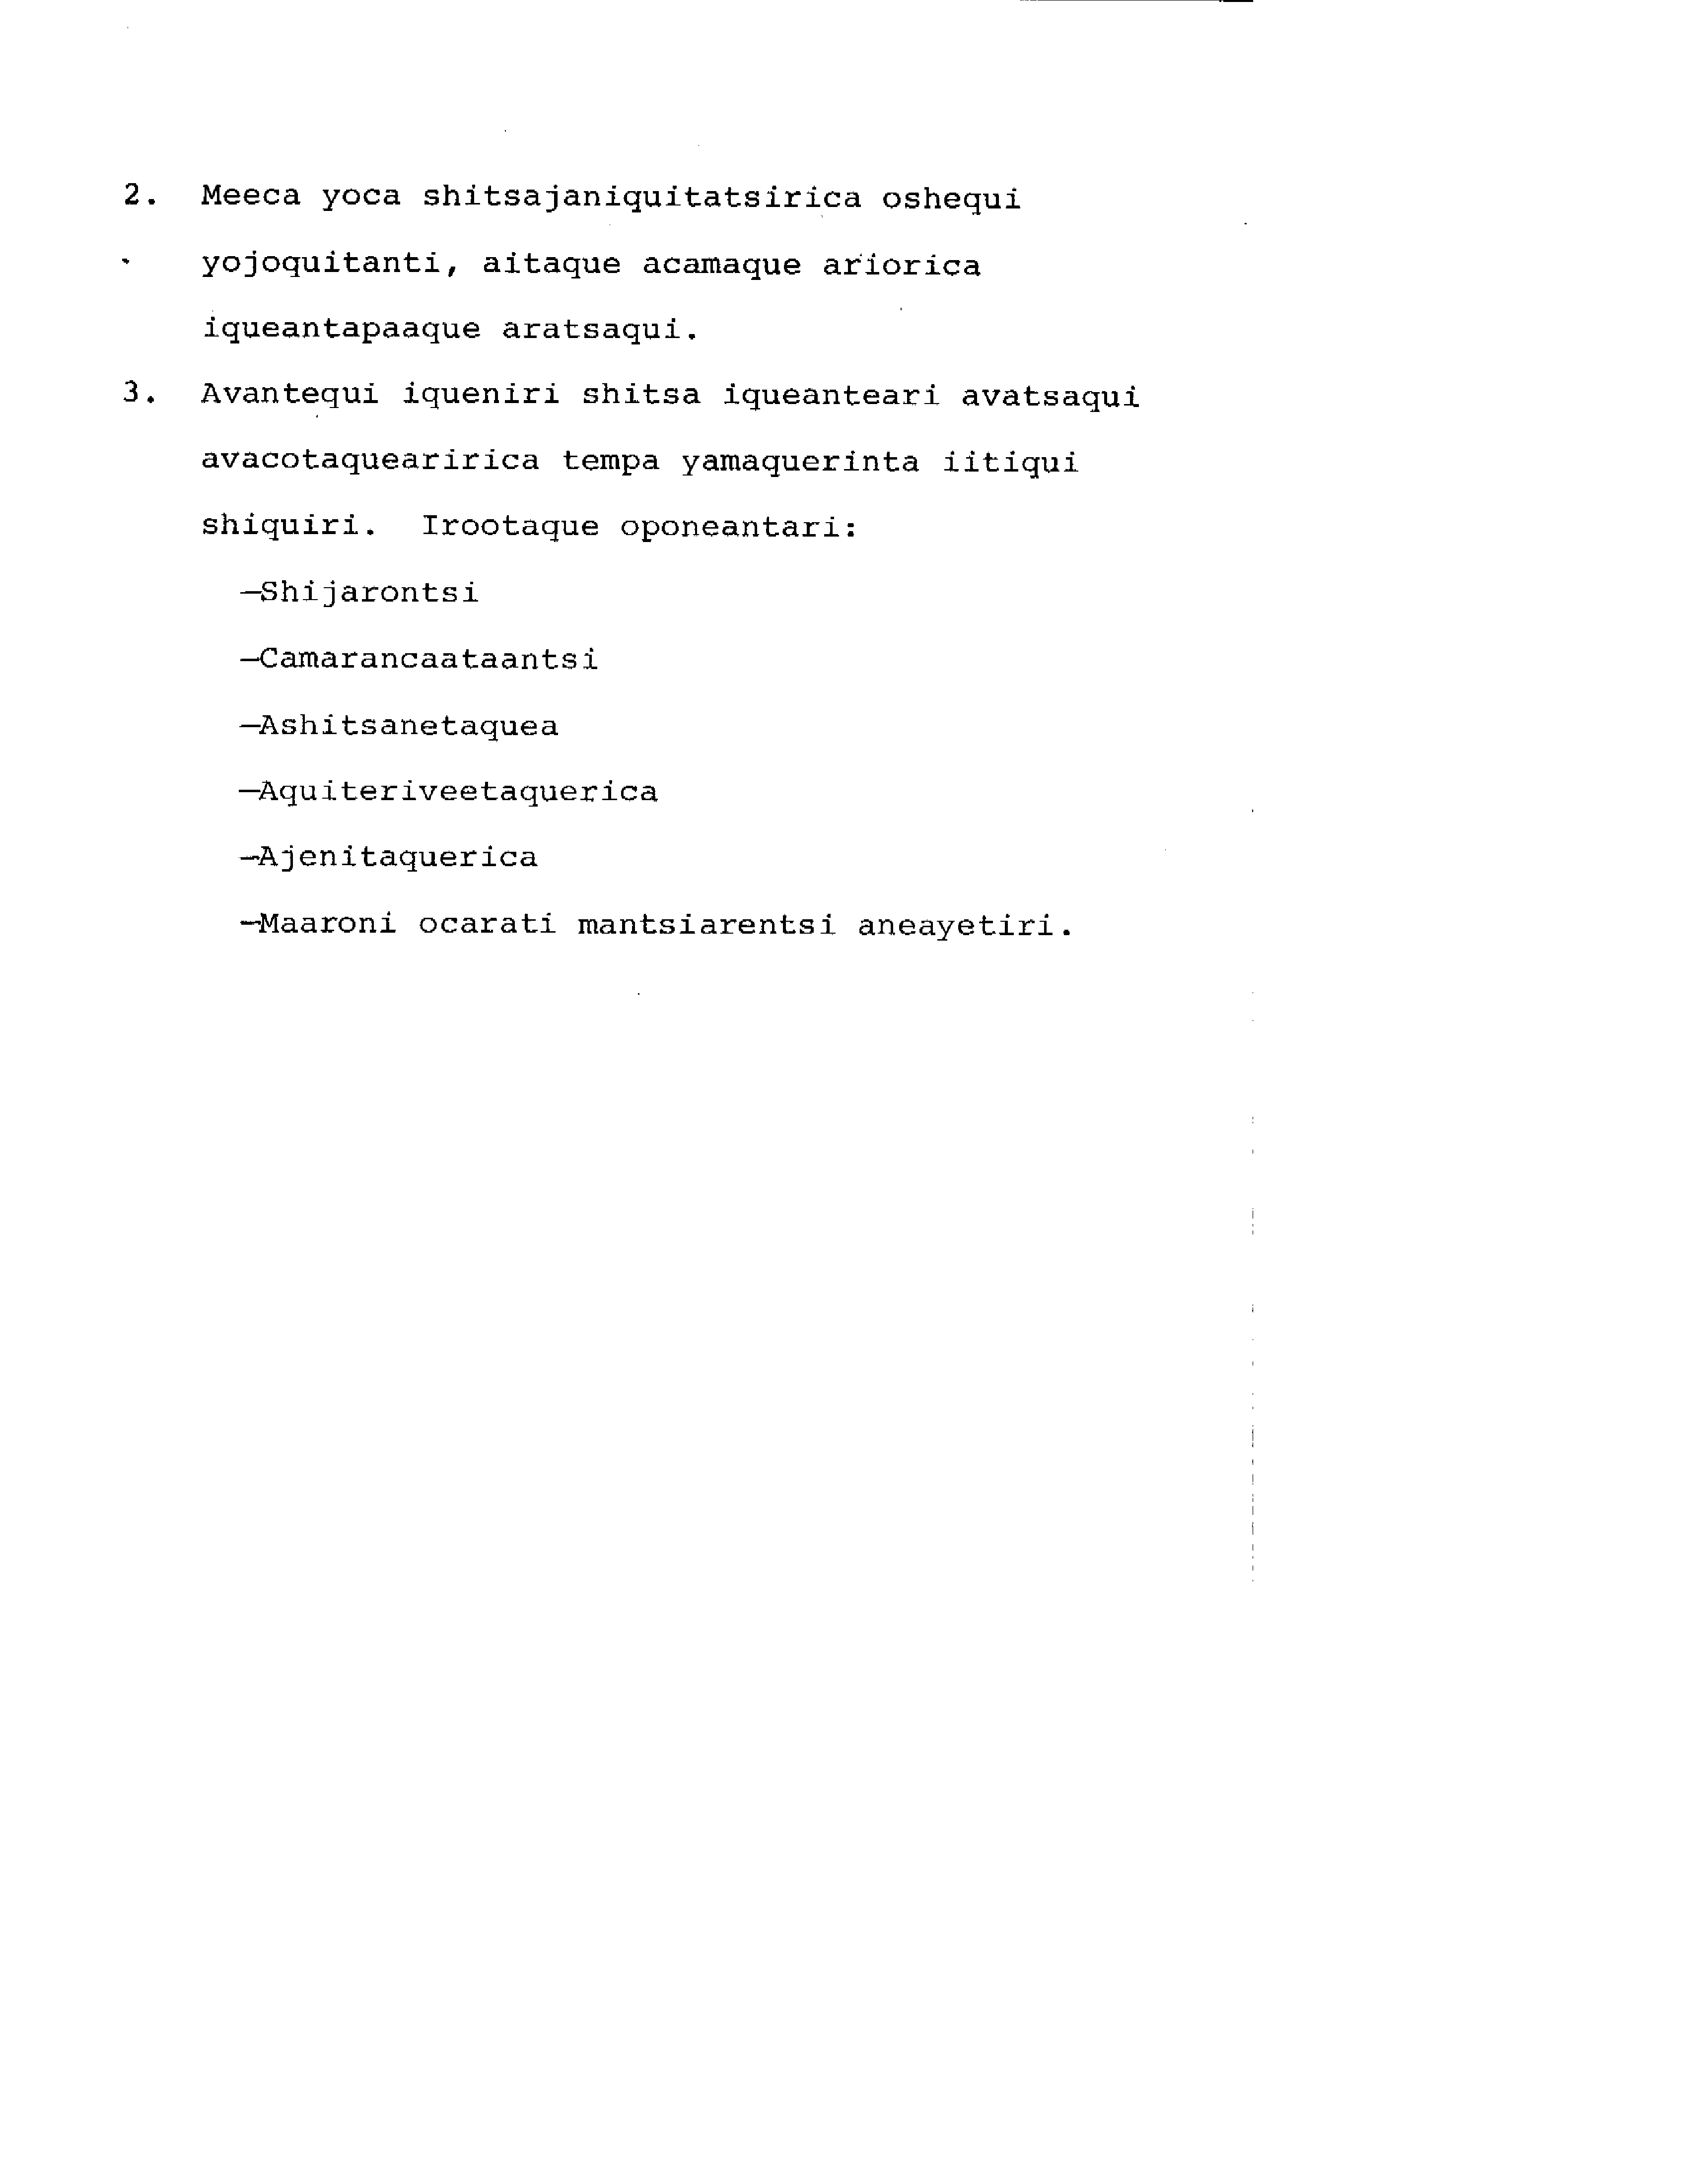 2. Meeca yoca shitsajaniquitatsirica oshequi
yojoquitanti, aitaque acamaque ariorica
iqueantapaaque aratsaqui.
3. Avantequi iqueniri shitsa iqueanteari avatsaqui
avacotaquearirica tempa yamaquerinta iitiqui
shiquiri. Irootaque oponeantari:
—Shijarontsi
—Camarancaataantsi
—Ashitsanetaquea
—Aquiteriveetaquerica
—Ajenitaquerica
—Maaroni ocarati mantsiarentsi aneayetiri.